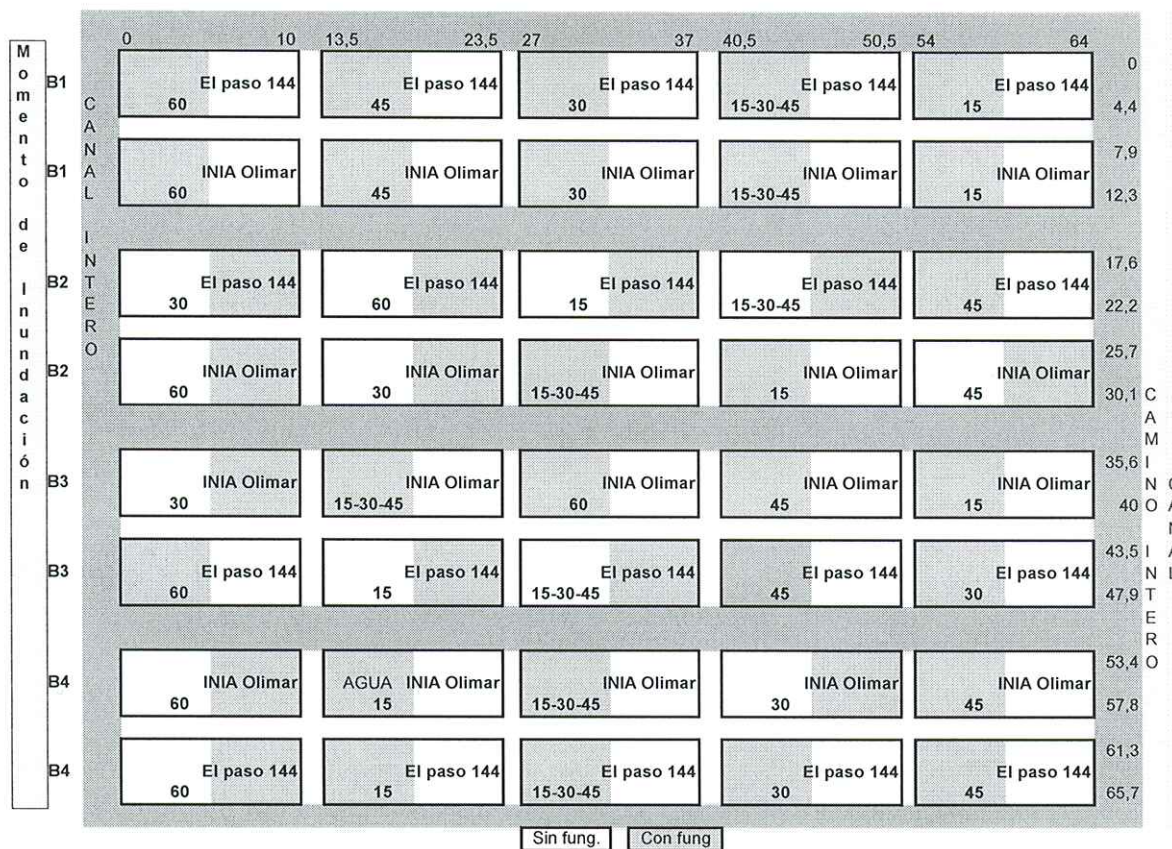 Momento de Inundación
0 10 13,5 23,5 27 37 40,5 50,5 54 64
CANAL INTERO
B1 El paso 144 El paso 144 El paso 144 El paso 144 El paso 144 0
60 45 30 15-30-45 15 4,4
B1 INIA Olimar INIA Olimar INIA Olimar INIA Olimar INIA Olimar 7,9
60 45 30 15-30-45 15 12,3
B2 El paso 144 El paso 144 El paso 144 El paso 144 El paso 144 17,6
30 60 15 15-30-45 45 22,2
B2 INIA Olimar INIA Olimar INIA Olimar INIA Olimar INIA Olimar 25,7
60 30 15-30-45 15 45 30,1
B3 INIA Olimar INIA Olimar INIA Olimar INIA Olimar INIA Olimar 35,6
30 15-30-45 60 45 15 40
B3 El paso 144 El paso 144 El paso 144 El paso 144 El paso 144 43,5
60 15 15-30-45 45 30 47,9
B4 INIA Olimar AGUA INIA Olimar INIA Olimar INIA Olimar INIA Olimar 53,4
60 15 15-30-45 30 45 57,8
B4 El paso 144 El paso 144 El paso 144 El paso 144 El paso 144 61,3
60 15 15-30-45 30 45 65,7
CAMINO INTERO
CANAL
Sin fung. Con fung